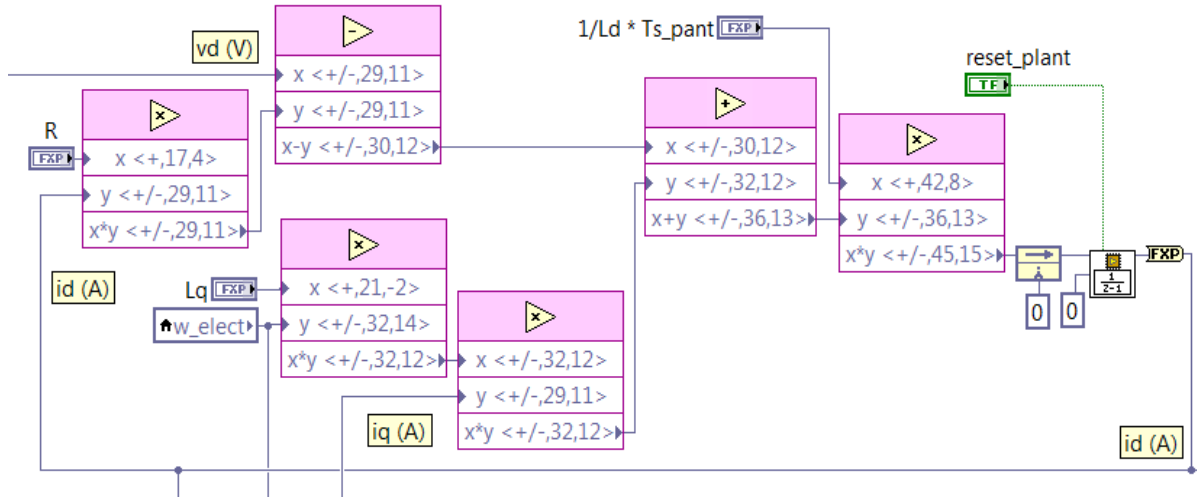 vd (V)
-
x <+/-,29,11>
y <+/-,29,11>
x-y <+/-,30,12>
1/Ld * Ts_pant
FXP
reset_plant
TF
R
FXP
×
x <+,17,4>
y <+/-,29,11>
x*y <+/-,29,11>
id (A)
+
x <+/-,30,12>
y <+/-,32,12>
x+y <+/-,36,13>
×
x <+,42,8>
y <+/-,36,13>
x*y <+/-,45,15>
Lq
FXP
w_elect
×
x <+,21,-2>
y <+/-,32,14>
x*y <+/-,32,12>
×
x <+/-,32,12>
y <+/-,29,11>
x*y <+/-,32,12>
iq (A)
i
0
0
1
z-1
FXP
id (A)